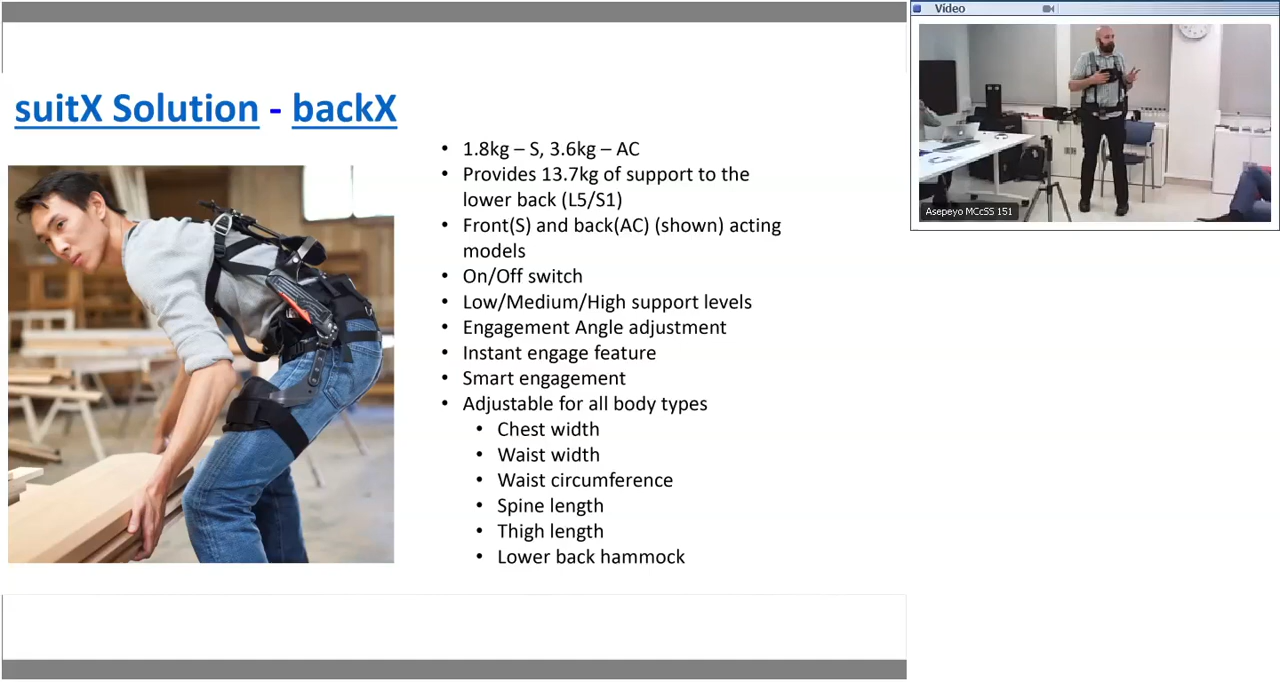 suitX Solution - backX
• 1.8kg – S, 3.6kg – AC
• Provides 13.7kg of support to the
lower back (L5/S1)
• Front(S) and back(AC) (shown) acting
models
• On/Off switch
• Low/Medium/High support levels
• Engagement Angle adjustment
• Instant engage feature
• Smart engagement
• Adjustable for all body types
• Chest width
• Waist width
• Waist circumference
• Spine length
• Thigh length
• Lower back hammock
Video
Asepeyo MCcSS 151